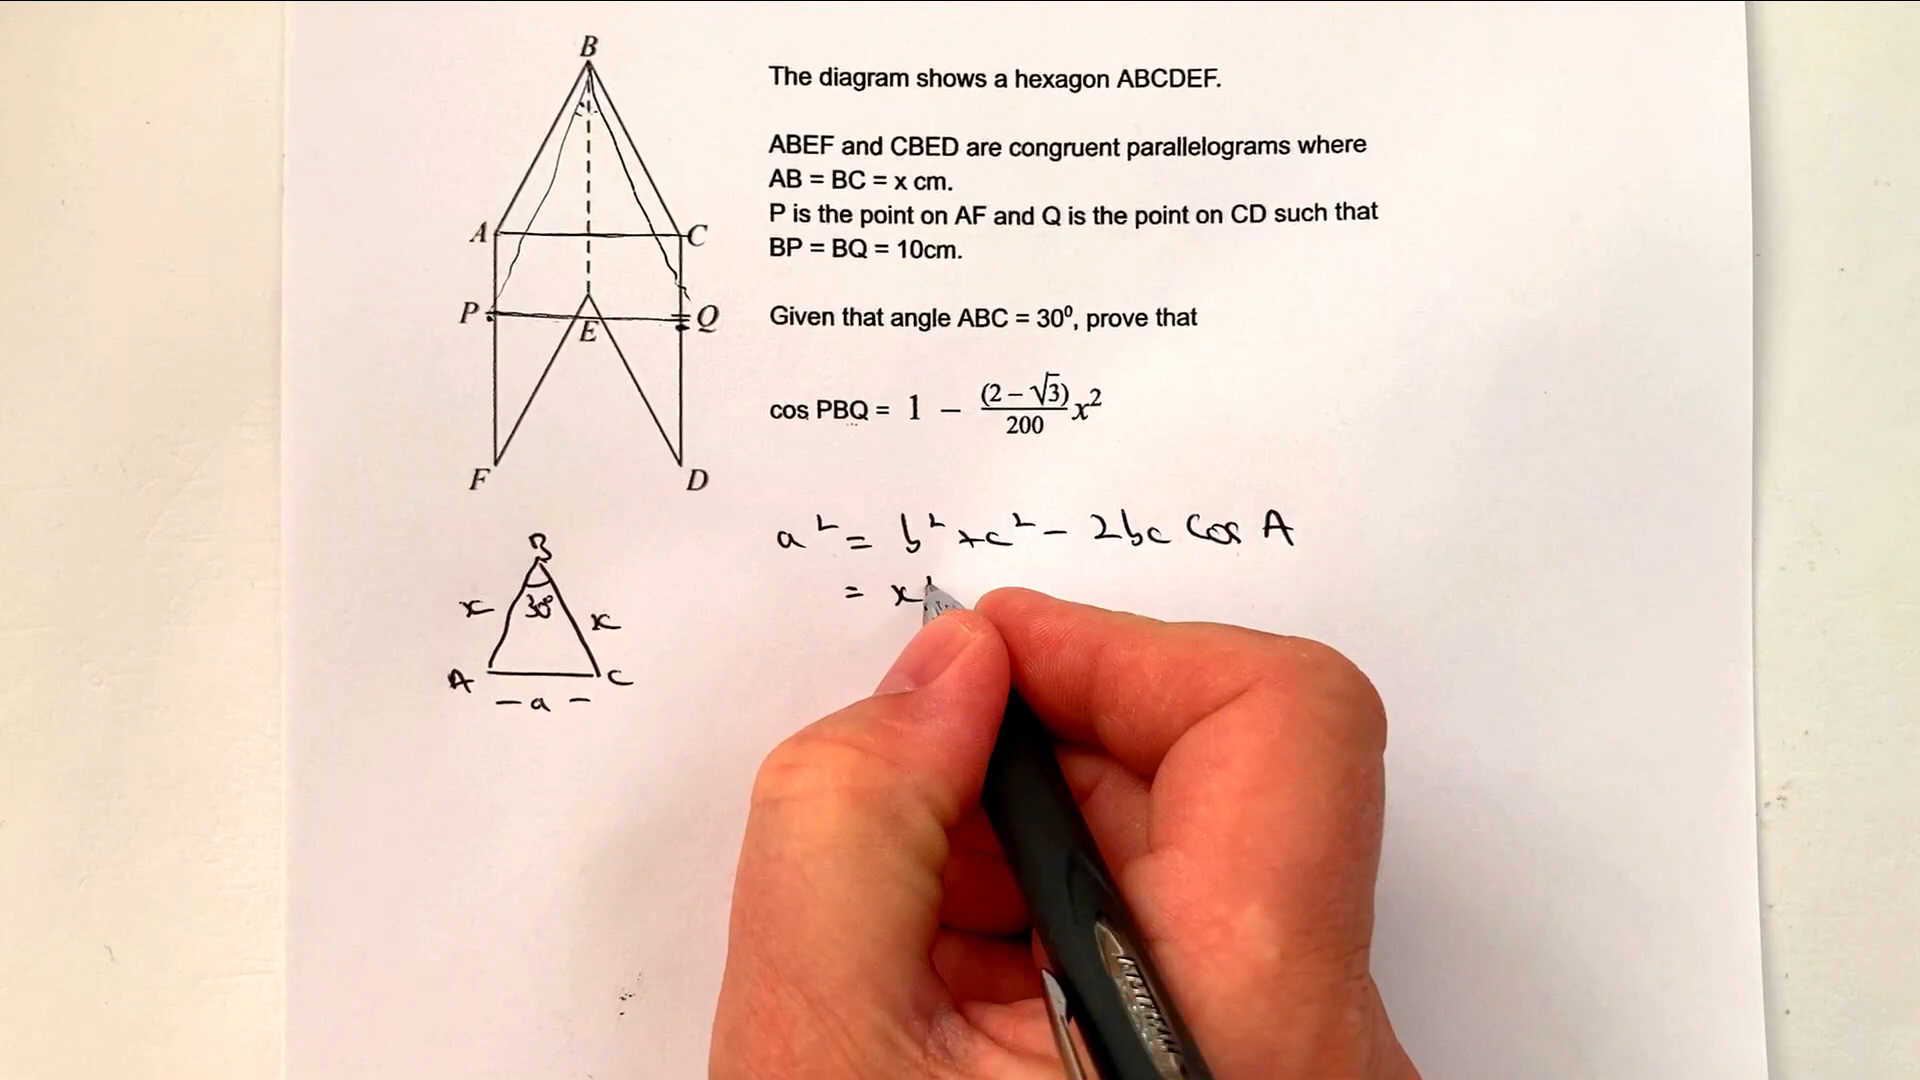 B
The diagram shows a hexagon ABCDEF.
ABEF and CBED are congruent parallelograms where
AB = BC = x cm.
P is the point on AF and Q is the point on CD such that
BP = BQ = 10cm.
A
C
P
Q
E
Given that angle ABC = 30⁰, prove that
cos PBQ = 1 − (2 − √3)/200 x²
F
D
a² = b² + c² − 2bc Cos A
= x
B
30°
x
x
A
C
− a −